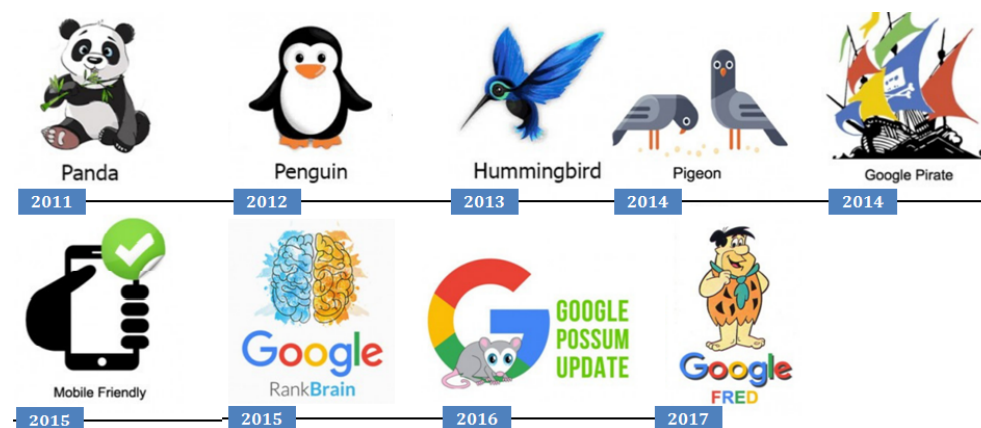 Panda
Penguin
Hummingbird
Pigeon
Google Pirate
2011
2012
2013
2014
2014
Mobile Friendly
Google
RankBrain
GOOGLE
POSSUM
UPDATE
Google
FRED
2015
2015
2016
2017